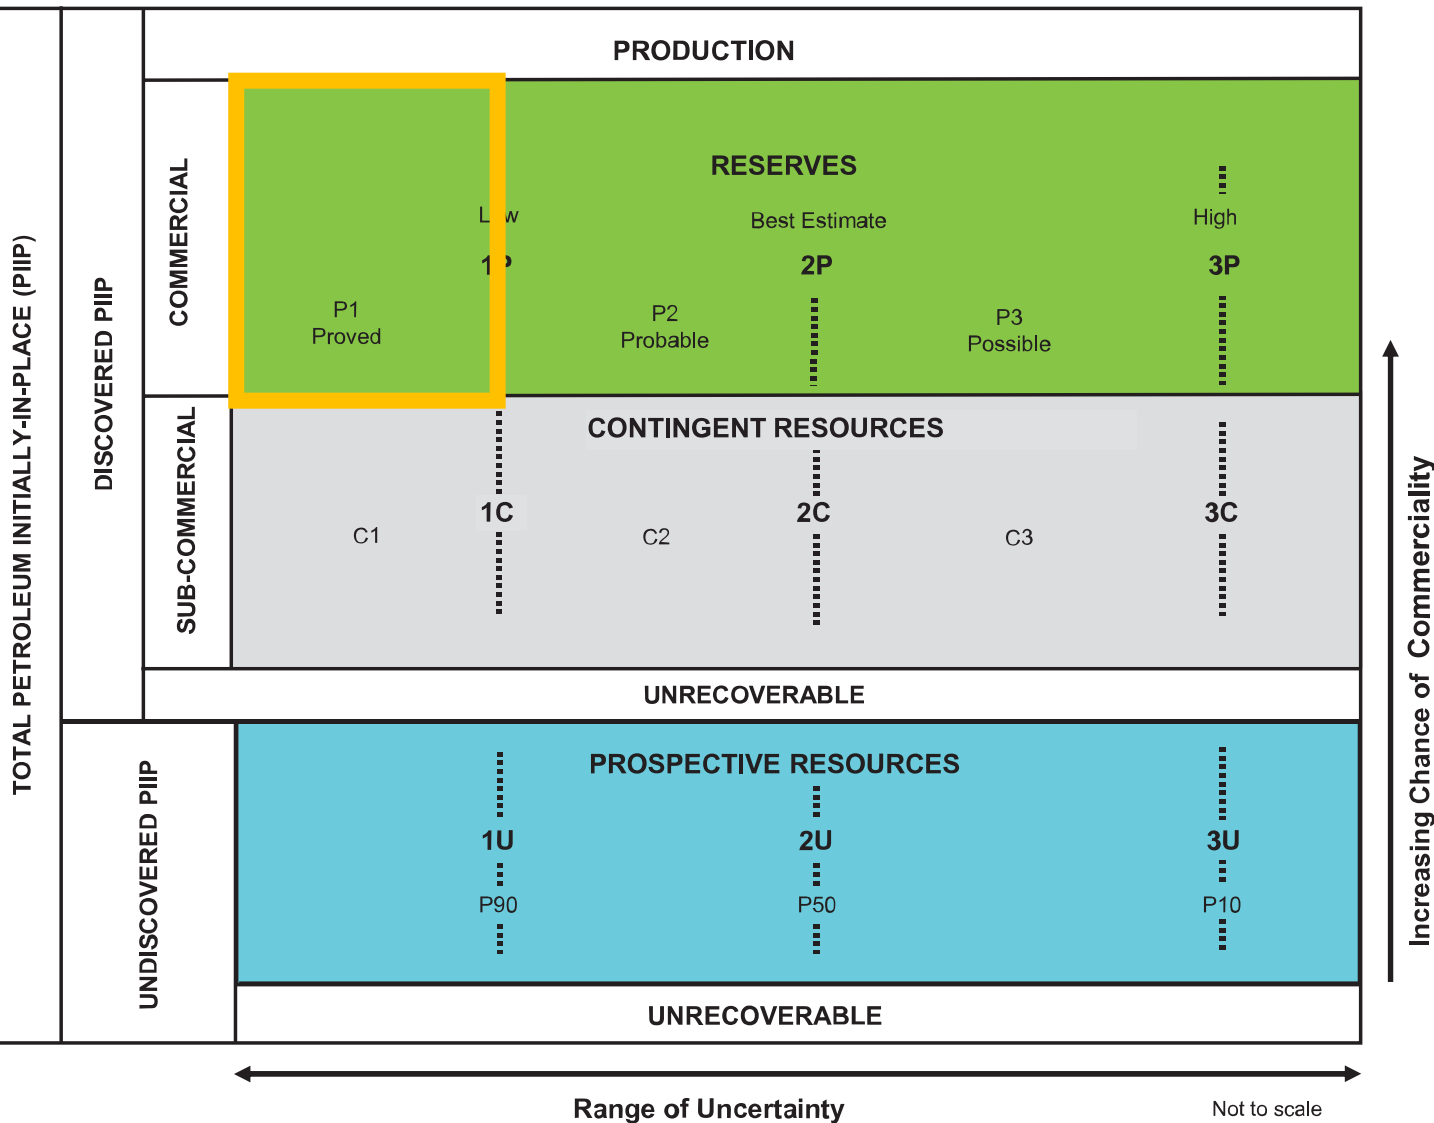 TOTAL PETROLEUM INITIALLY-IN-PLACE (PIIP)
DISCOVERED PIIP
UNDISCOVERED PIIP
COMMERCIAL
SUB-COMMERCIAL
PRODUCTION
RESERVES
Low
Best Estimate
High
1P
2P
3P
P1
Proved
P2
Probable
P3
Possible
CONTINGENT RESOURCES
1C
2C
3C
C1
C2
C3
UNRECOVERABLE
PROSPECTIVE RESOURCES
1U
2U
3U
P90
P50
P10
UNRECOVERABLE
Increasing Chance of Commerciality
Range of Uncertainty
Not to scale